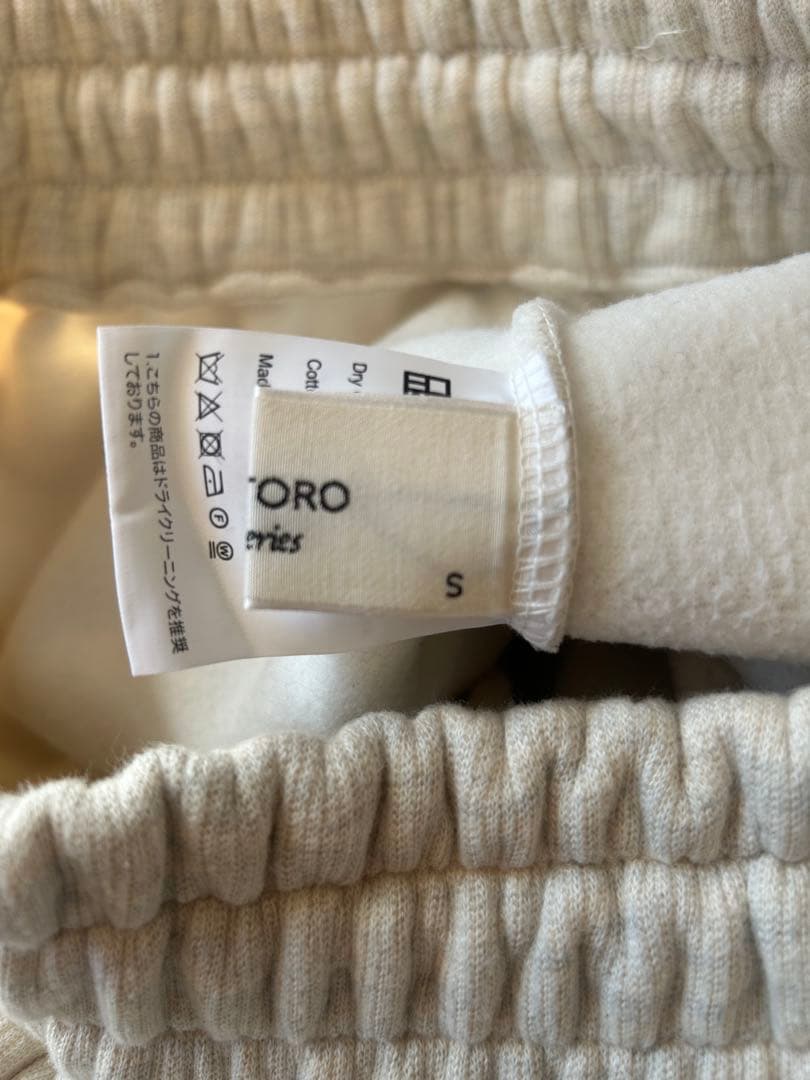 Dry
Cott
Mad
1.こちらの商品はドライクリーニングを推奨
しております。
TORO
eries
S